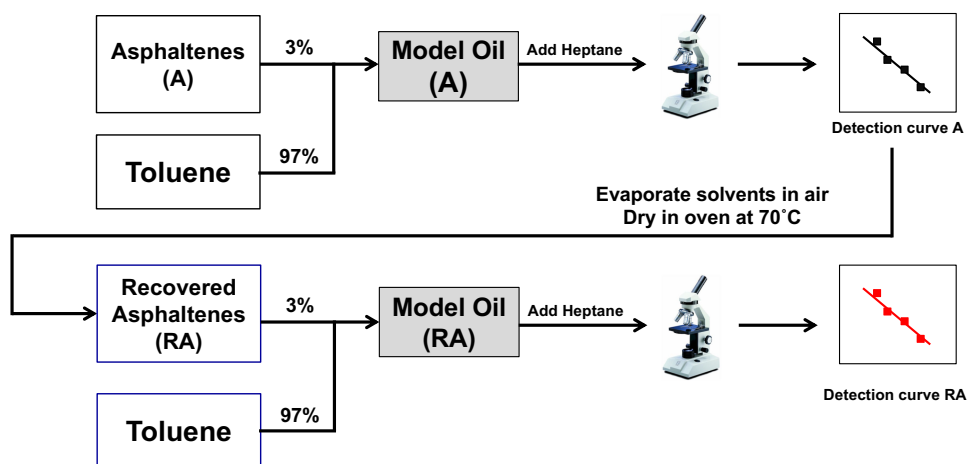 Asphaltenes
(A)
3%
Model Oil
(A)
Add Heptane
Detection curve A
Toluene
97%
Evaporate solvents in air
Dry in oven at 70˚C
Recovered
Asphaltenes
(RA)
3%
Model Oil
(RA)
Add Heptane
Detection curve RA
Toluene
97%